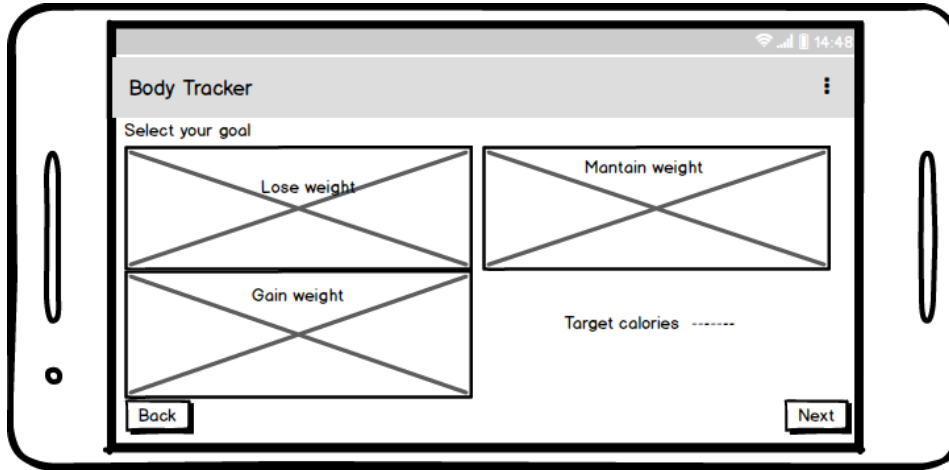 14:48
Body Tracker
Select your goal
Lose weight
Mantain weight
Gain weight
Target calories -------
Back
Next